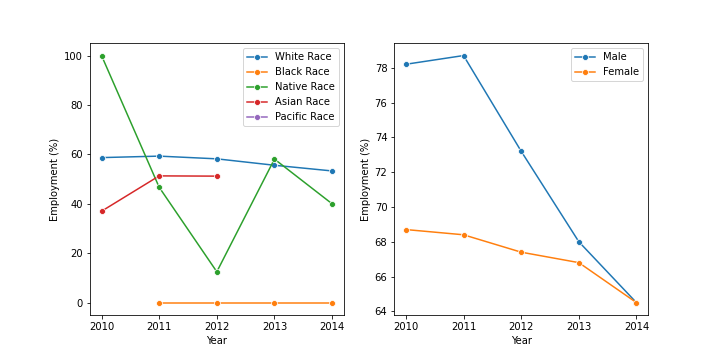 100
80
60
40
20
0
Employment (%)
2010 2011 2012 2013 2014
Year
White Race
Black Race
Native Race
Asian Race
Pacific Race
78
76
74
72
70
68
66
64
Employment (%)
2010 2011 2012 2013 2014
Year
Male
Female